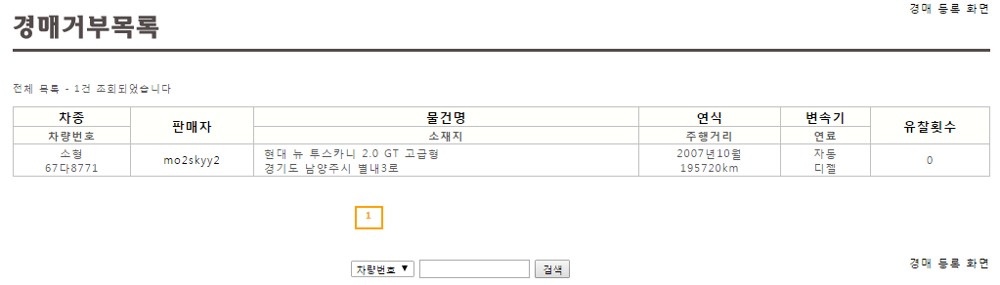 경매 등록 화면
경매거부목록
전체 목록 - 1건 조회되었습니다
차종 판매자 물건명 연식 변속기 유찰횟수
차량번호 소재지 주행거리 연료
소형 mo2skyy2 현대 뉴 투스카니 2.0 GT 고급형 2007년10월 자동 0
67다8771 경기도 남양주시 별내3로 195720km 디젤
1
차량번호 ▼ 검색
경매 등록 화면